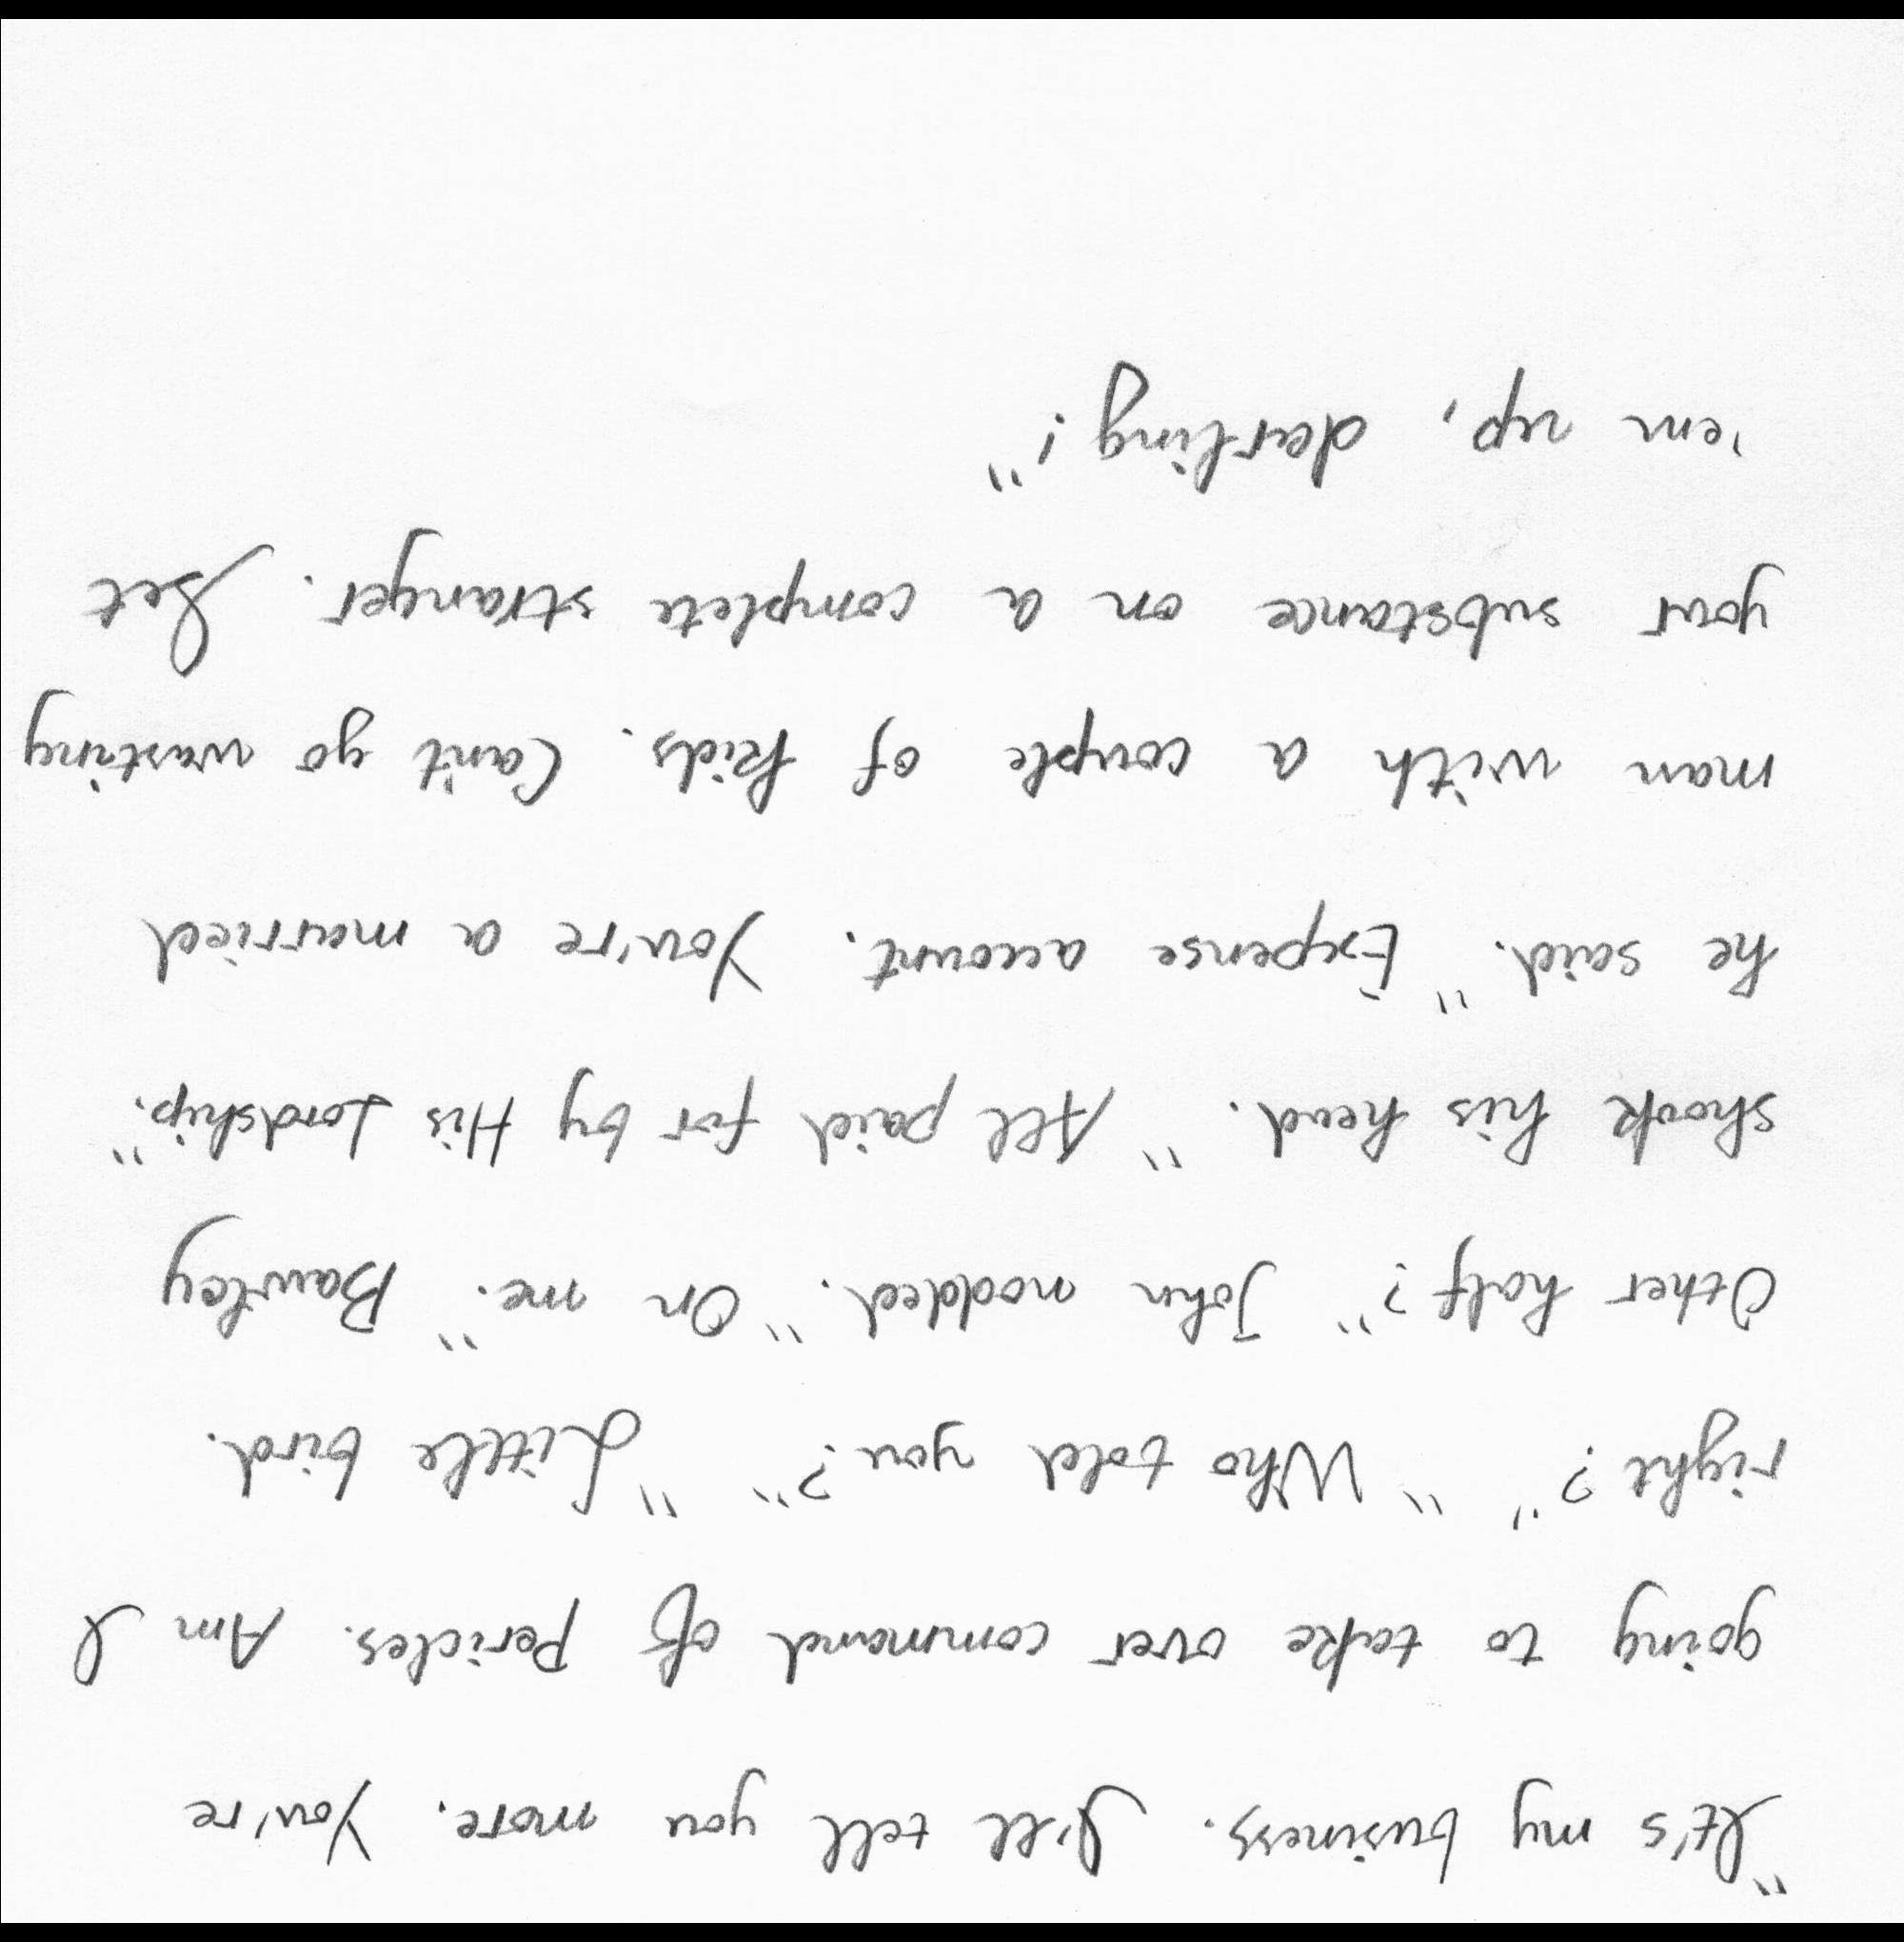 "It's my business. I'll tell you more. You're
going to take over command of Pericles. Am I
right?" "Who told you?" "Little bird.
Other half?" John nodded. "On me." Bawley
shook his head. "All paid for by His Lordship."
he said. "Expense account. You're a married
man with a couple of kids. Can't go wasting
your substance on a complete stranger. Set
'em up, darling!"